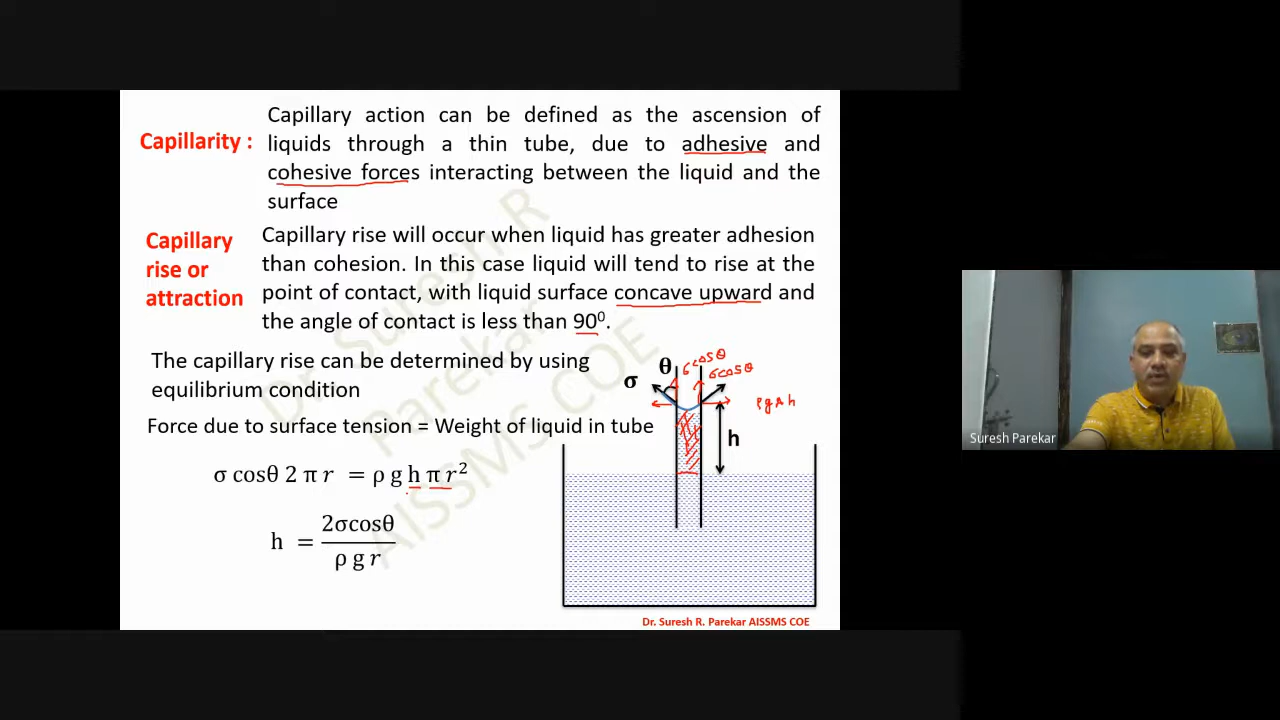 Capillarity :
Capillary action can be defined as the ascension of
liquids through a thin tube, due to adhesive and
cohesive forces interacting between the liquid and the
surface
Capillary
rise or
attraction
Capillary rise will occur when liquid has greater adhesion
than cohesion. In this case liquid will tend to rise at the
point of contact, with liquid surface concave upward and
the angle of contact is less than 90⁰.
The capillary rise can be determined by using
equilibrium condition
Force due to surface tension = Weight of liquid in tube
σ cosθ 2 π r = ρ g h π r²
h = 2σcosθ / ρ g r
θ
σ
σcosθ
σcosθ
h
Dr. Suresh R. Parekar AISSMS COE
Dr. Suresh R
Parekar
AISSMS COE
Suresh Parekar